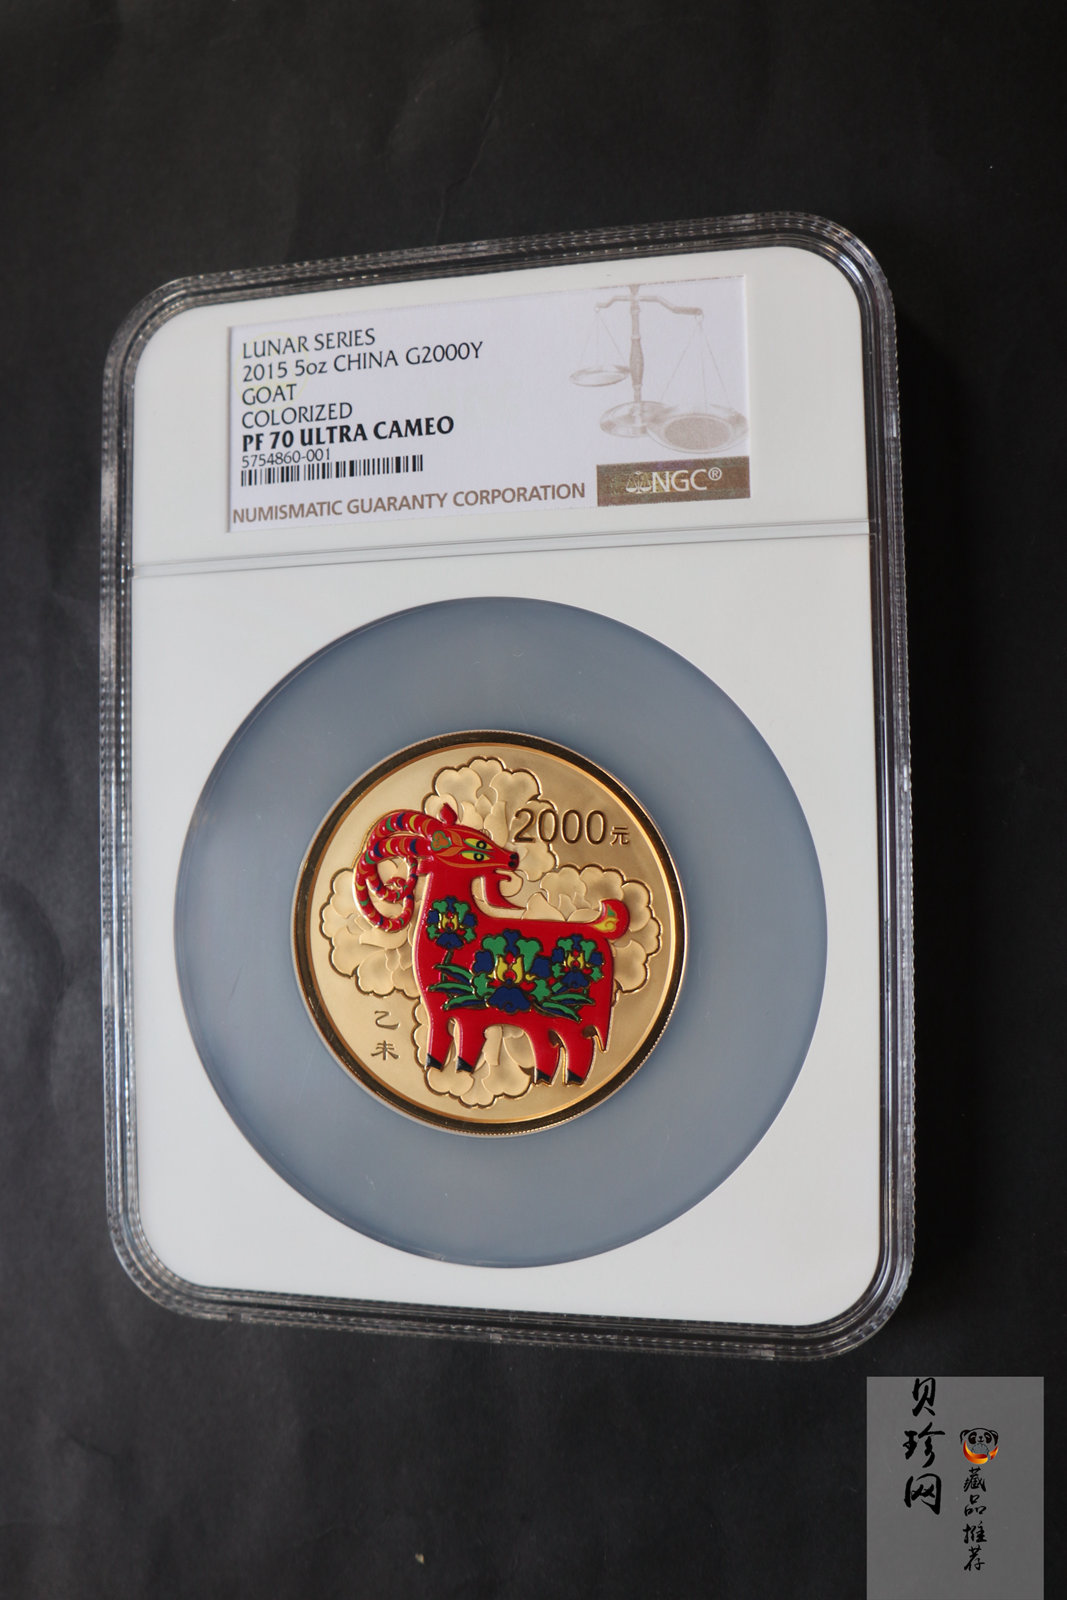 LUNAR SERIES
2015 5oz CHINA G2000Y
GOAT
COLORIZED
PF 70 ULTRA CAMEO
5754860-001
NUMISMATIC GUARANTY CORPORATION
NGC®
2000元
乙未
贝珍网
藏品推荐